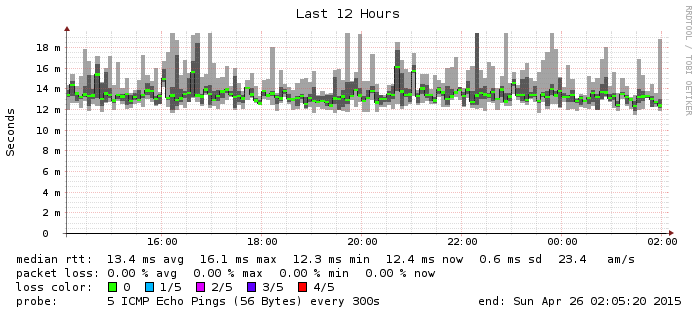 Last 12 Hours
RRDTOOL / TOBI OETIKER
Seconds
18 m
16 m
14 m
12 m
10 m
8 m
6 m
4 m
2 m
0
16:00 18:00 20:00 22:00 00:00 02:00
median rtt: 13.4 ms avg 16.1 ms max 12.3 ms min 12.4 ms now 0.6 ms sd 23.4 am/s
packet loss: 0.00 % avg 0.00 % max 0.00 % min 0.00 % now
loss color: 0 1/5 2/5 3/5 4/5
probe: 5 ICMP Echo Pings (56 Bytes) every 300s end: Sun Apr 26 02:05:20 2015